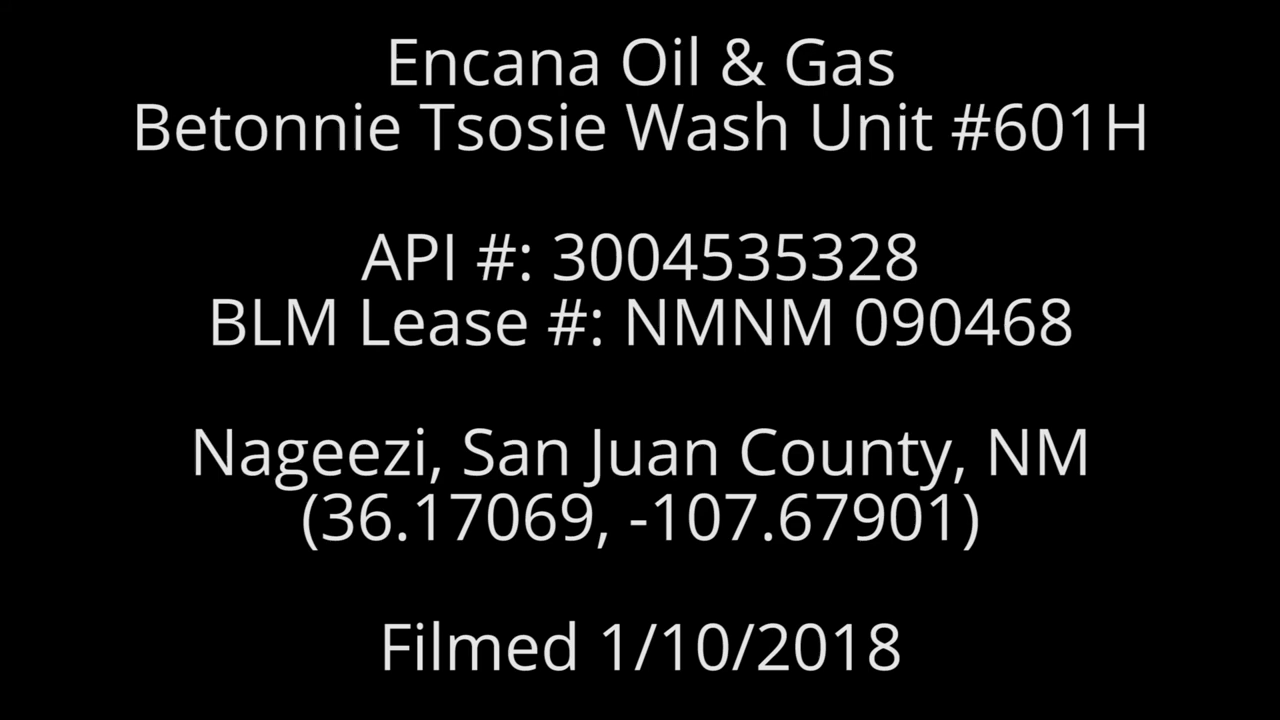 Encana Oil & Gas
Betonnie Tsosie Wash Unit #601H
API #: 3004535328
BLM Lease #: NMNM 090468
Nageezi, San Juan County, NM
(36.17069, -107.67901)
Filmed 1/10/2018